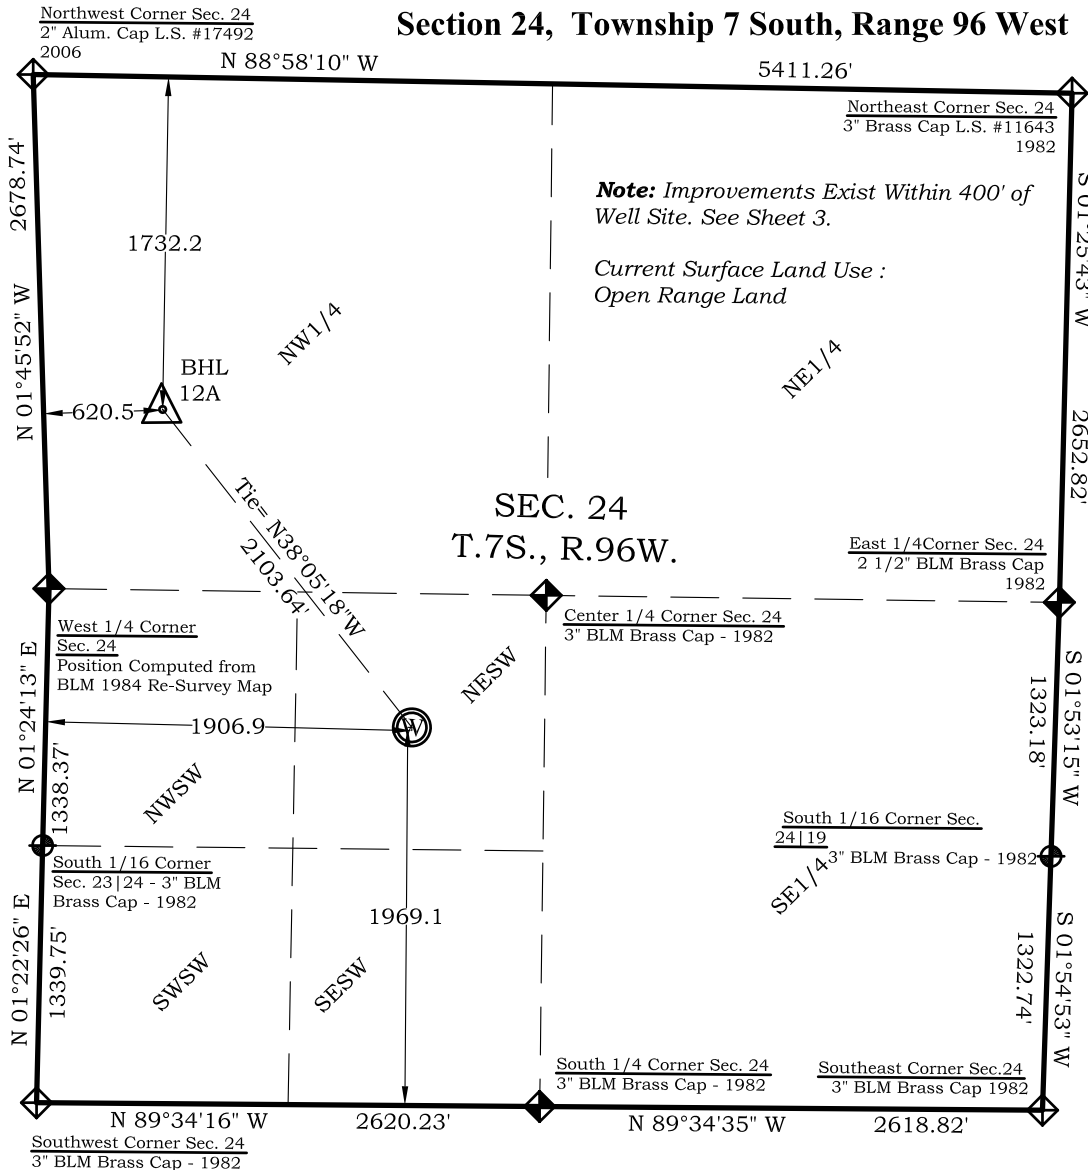 Northwest Corner Sec. 24
2" Alum. Cap L.S. #17492
2006
Section 24, Township 7 South, Range 96 West
N 88°58'10" W
5411.26'
Northeast Corner Sec. 24
3" Brass Cap L.S. #11643
1982
2678.74'
S 01°25'43" W
Note: Improvements Exist Within 400' of
Well Site. See Sheet 3.
Current Surface Land Use :
Open Range Land
1732.2
NW1/4
NE1/4
N 01°45'52" W
BHL
12A
620.5
2652.82'
Tie= N38°05'18"W
2103.64'
SEC. 24
T.7S., R.96W.
East 1/4Corner Sec. 24
2 1/2" BLM Brass Cap
1982
Center 1/4 Corner Sec. 24
3" BLM Brass Cap - 1982
West 1/4 Corner
Sec. 24
Position Computed from
BLM 1984 Re-Survey Map
N 01°24'13" E
1338.37'
NESW
S 01°53'15" W
1323.18'
1906.9
W
NWSW
South 1/16 Corner Sec.
24|19
3" BLM Brass Cap - 1982
South 1/16 Corner
Sec. 23|24 - 3" BLM
Brass Cap - 1982
SE1/4
1969.1
N 01°22'26" E
1339.75'
SWSW
SESW
1322.74'
S 01°54'53" W
South 1/4 Corner Sec. 24
3" BLM Brass Cap - 1982
Southeast Corner Sec.24
3" BLM Brass Cap 1982
N 89°34'16" W
2620.23'
N 89°34'35" W
2618.82'
Southwest Corner Sec. 24
3" BLM Brass Cap - 1982